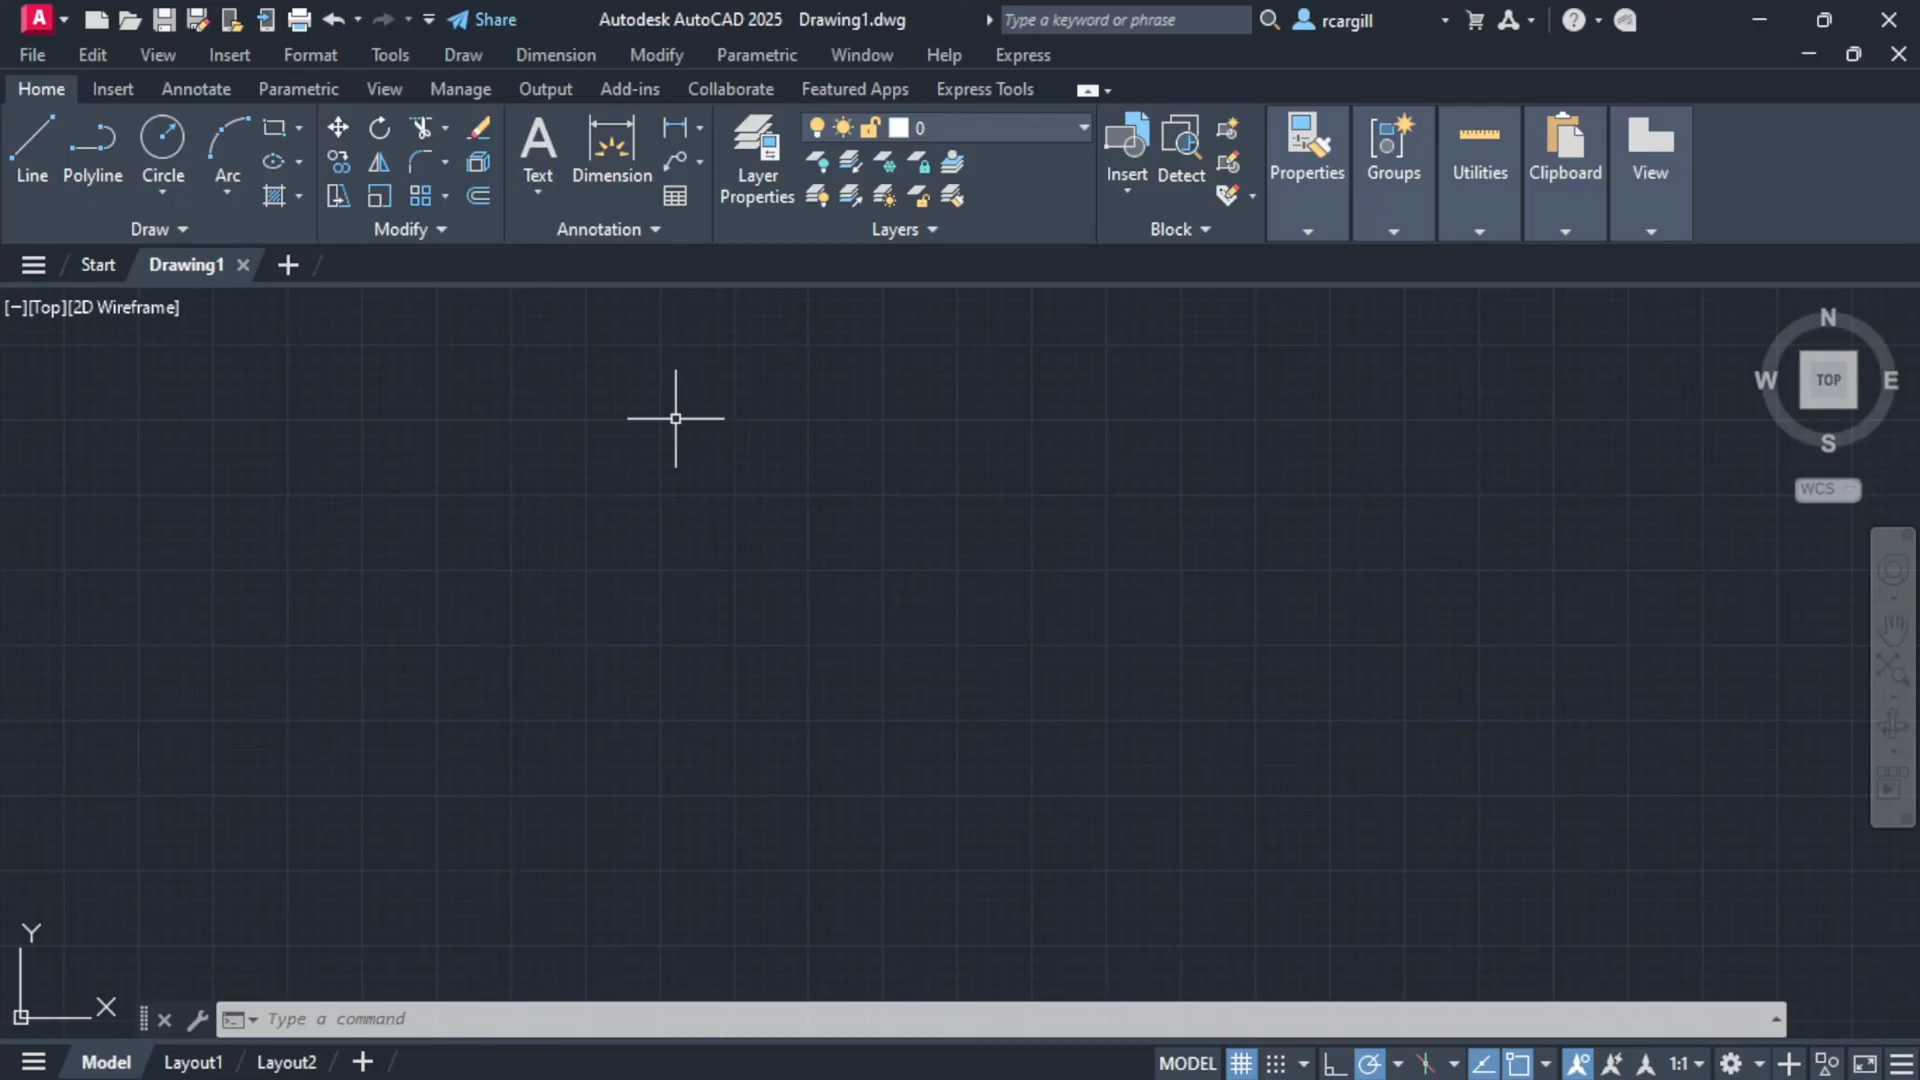 A Share Autodesk AutoCAD 2025 Drawing1.dwg Type a keyword or phrase rcargill
File Edit View Insert Format Tools Draw Dimension Modify Parametric Window Help Express
Home Insert Annotate Parametric View Manage Output Add-ins Collaborate Featured Apps Express Tools
0
Line Polyline Circle Arc Text Dimension Layer Properties Insert Detect Properties Groups Utilities Clipboard View
Draw Modify Annotation Layers Block
Start Drawing1
[−][Top][2D Wireframe]
N
W TOP E
S
WCS
Y
X
Type a command
Model Layout1 Layout2 MODEL 1:1